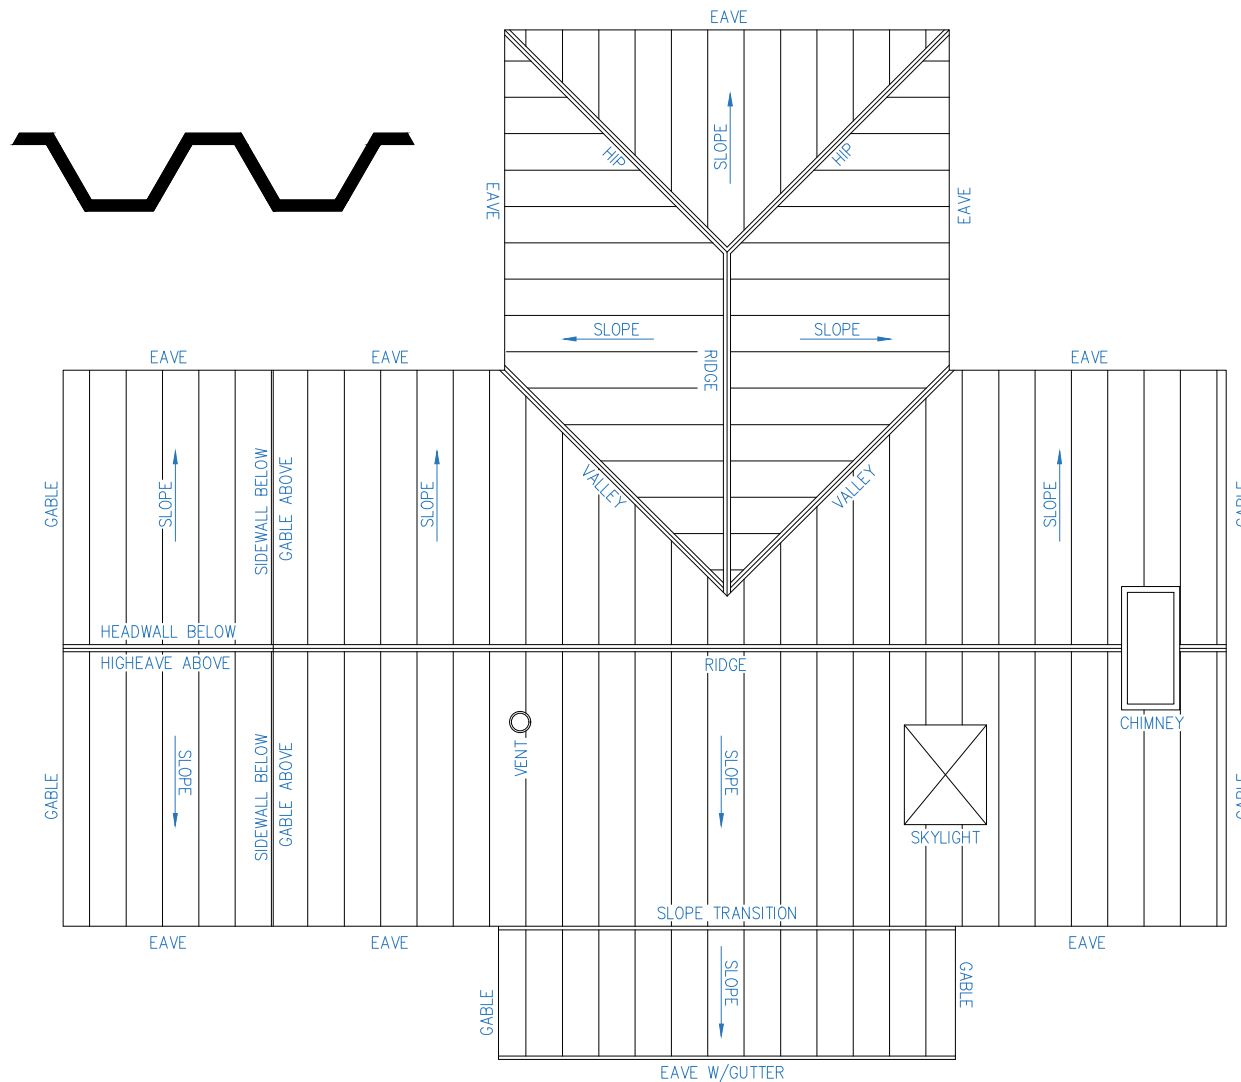 EAVE
SLOPE
HIP
HIP
EAVE
EAVE
SLOPE
SLOPE
RIDGE
EAVE
EAVE
EAVE
GABLE
SLOPE
SIDEWALL BELOW
GABLE ABOVE
SLOPE
VALLEY
VALLEY
SLOPE
GABLE
HEADWALL BELOW
HIGHEAVE ABOVE
RIDGE
CHIMNEY
VENT
GABLE
SLOPE
SIDEWALL BELOW
GABLE ABOVE
SLOPE
SKYLIGHT
GABLE
SLOPE TRANSITION
EAVE
EAVE
EAVE
GABLE
SLOPE
GABLE
EAVE W/GUTTER